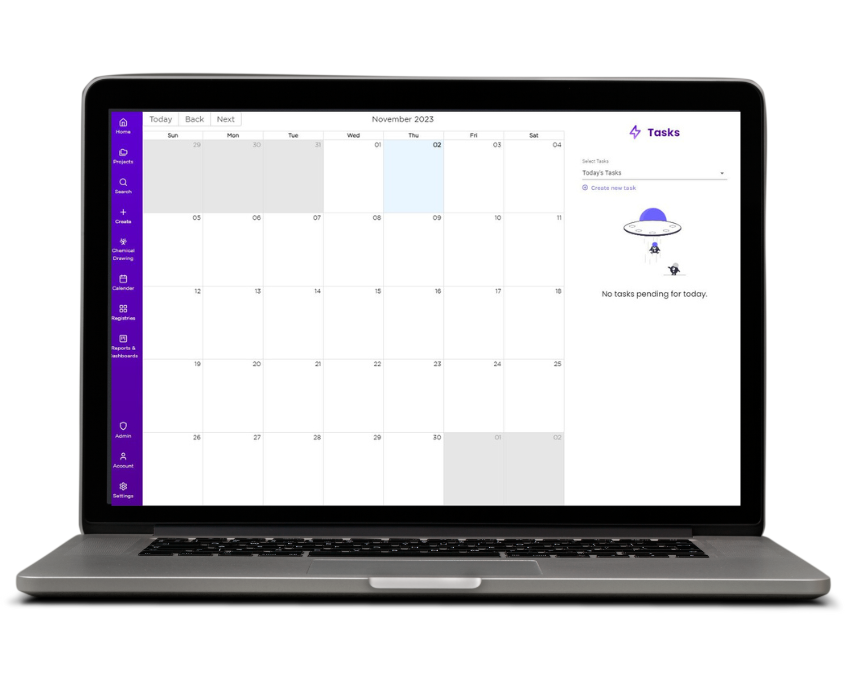 Today Back Next November 2023
Sun Mon Tue Wed Thu Fri Sat
29 30 31 01 02 03 04
05 06 07 08 09 10 11
12 13 14 15 16 17 18
19 20 21 22 23 24 25
26 27 28 29 30 01 02
Home
Projects
Search
Create
Chemical
Drawing
Calendar
Registries
Reports &
Dashboards
Admin
Account
Settings
Tasks
Select Tasks
Today's Tasks
Create new task
No tasks pending for today.